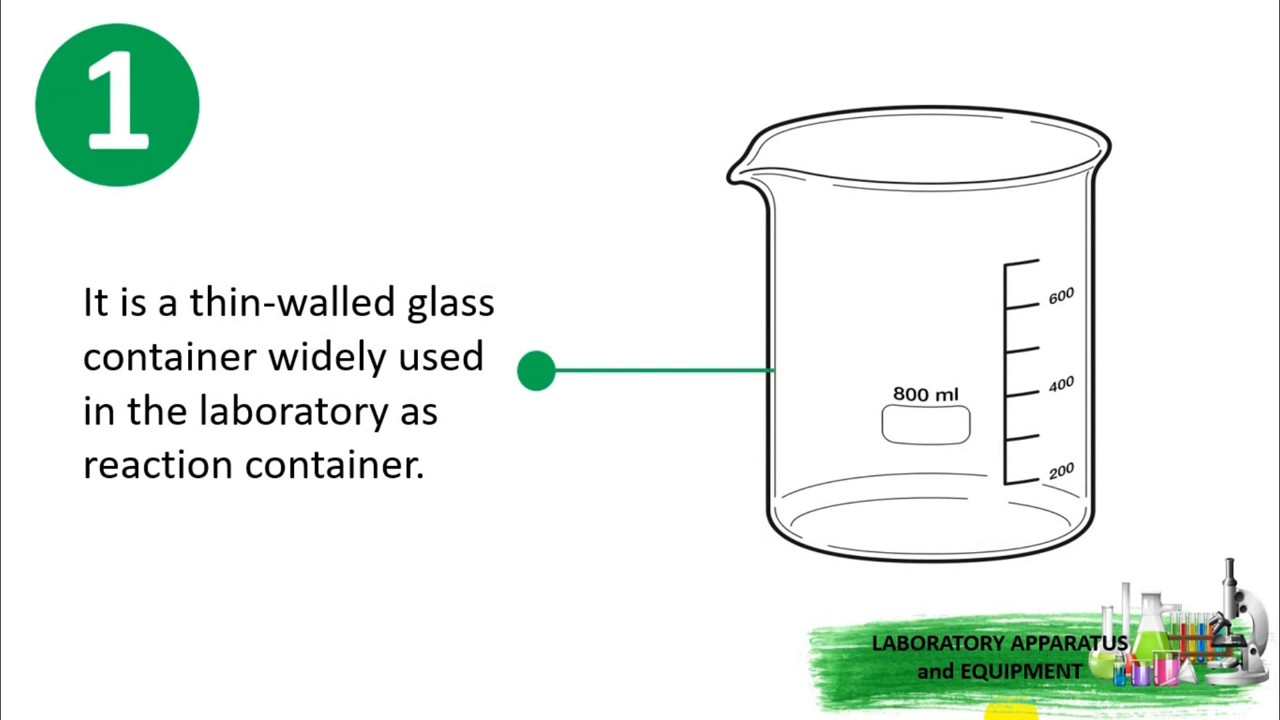 1
It is a thin-walled glass
container widely used
in the laboratory as
reaction container.
600
400
800 ml
200
LABORATORY APPARATUS
and EQUIPMENT